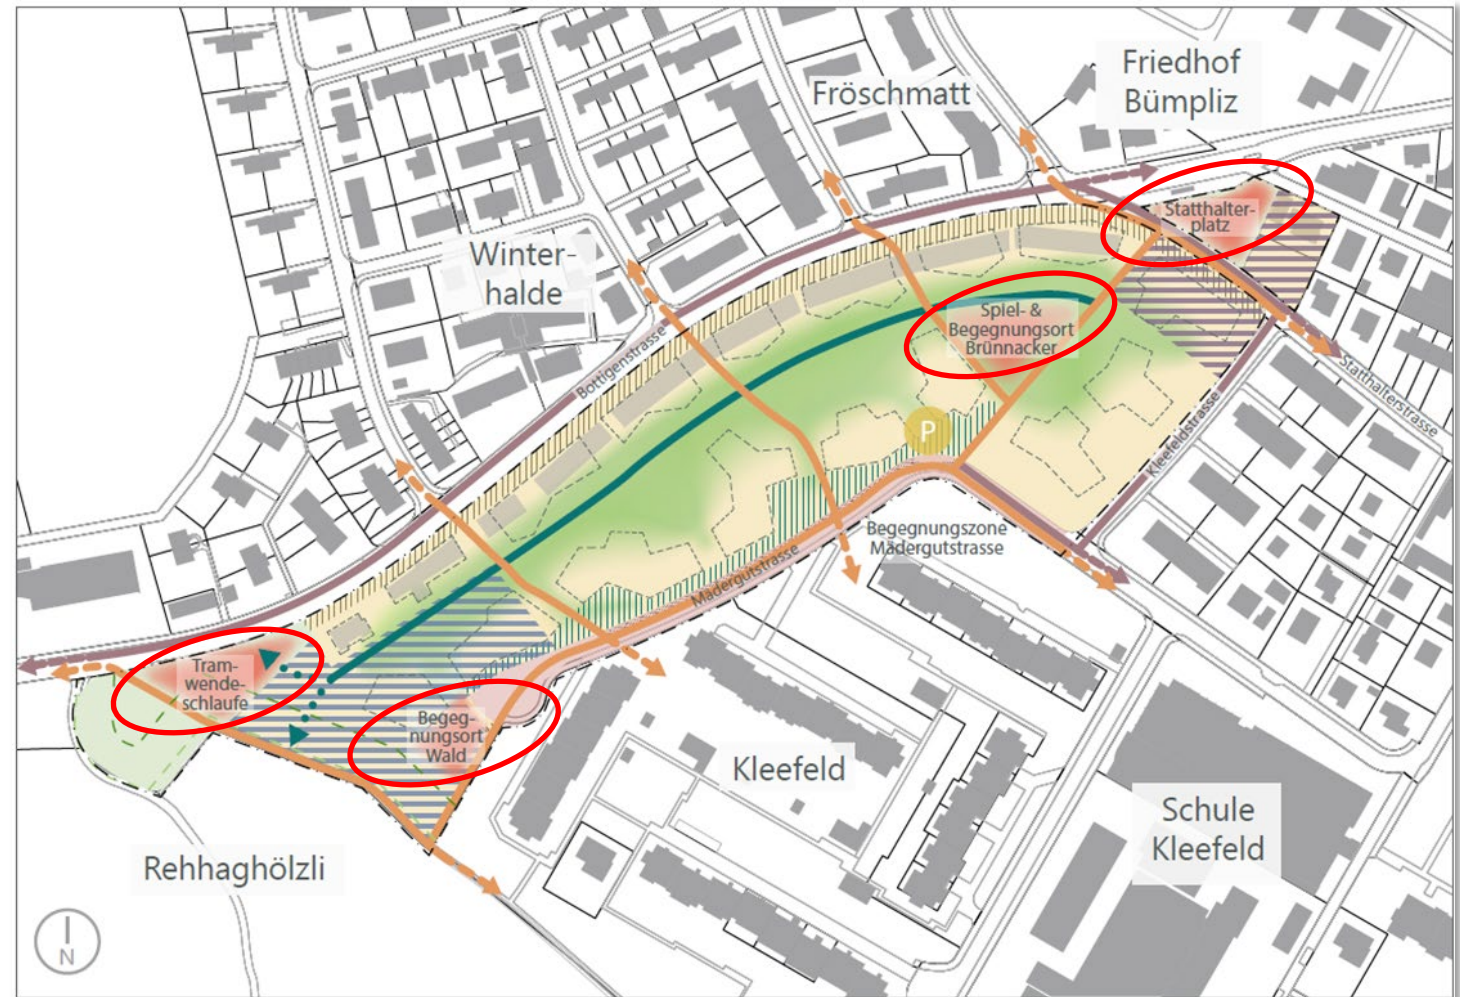 Friedhof
Bümpliz
Fröschmatt
Statthalter-
platz
Winter-
halde
Spiel- &
Begegnungsort
Brünnacker
Bottigenstrasse
Statthalterstrasse
Kleefeldstrasse
P
Begegnungszone
Mädergutstrasse
Mädergutstrasse
Tram-
wende-
schlaufe
Begeg-
nungsort
Wald
Kleefeld
Schule
Kleefeld
Rehhaghölzli
N